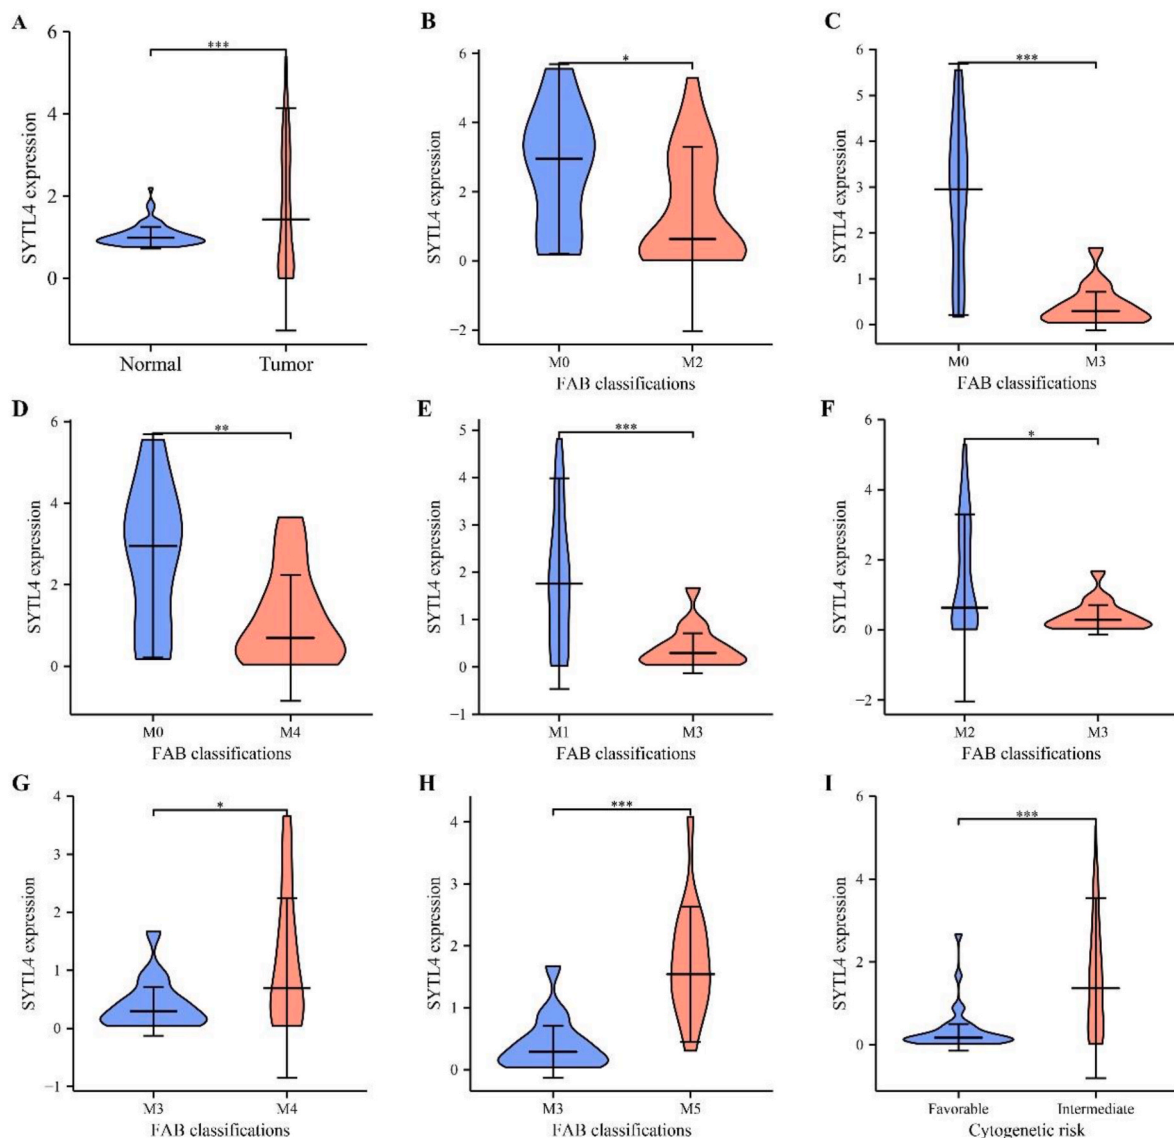 A
SYTL4 expression
6
4
2
0
***
Normal
Tumor
B
SYTL4 expression
6
4
2
0
−2
*
M0
M2
FAB classifications
C
SYTL4 expression
6
5
4
3
2
1
0
***
M0
M3
FAB classifications
D
SYTL4 expression
6
4
2
0
**
M0
M4
FAB classifications
E
SYTL4 expression
5
4
3
2
1
0
−1
***
M1
M3
FAB classifications
F
SYTL4 expression
6
4
2
0
−2
*
M2
M3
FAB classifications
G
SYTL4 expression
4
3
2
1
0
−1
*
M3
M4
FAB classifications
H
SYTL4 expression
4
3
2
1
0
***
M3
M5
FAB classifications
I
SYTL4 expression
6
4
2
0
***
Favorable
Intermediate
Cytogenetic risk